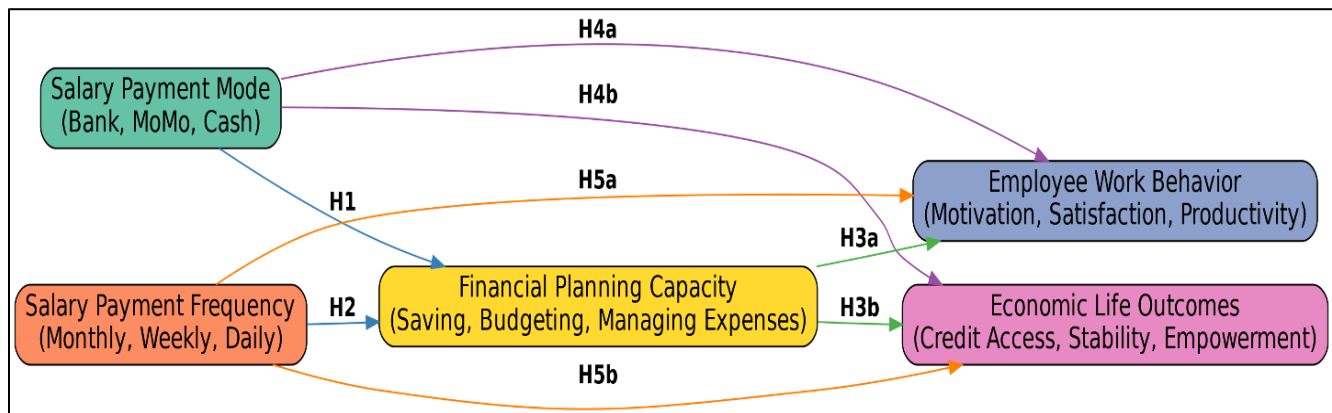 H4a
Salary Payment Mode
(Bank, MoMo, Cash)
H4b
H5a
Employee Work Behavior
(Motivation, Satisfaction, Productivity)
H1
H3a
Salary Payment Frequency
(Monthly, Weekly, Daily)
H2
Financial Planning Capacity
(Saving, Budgeting, Managing Expenses)
H3b
Economic Life Outcomes
(Credit Access, Stability, Empowerment)
H5b